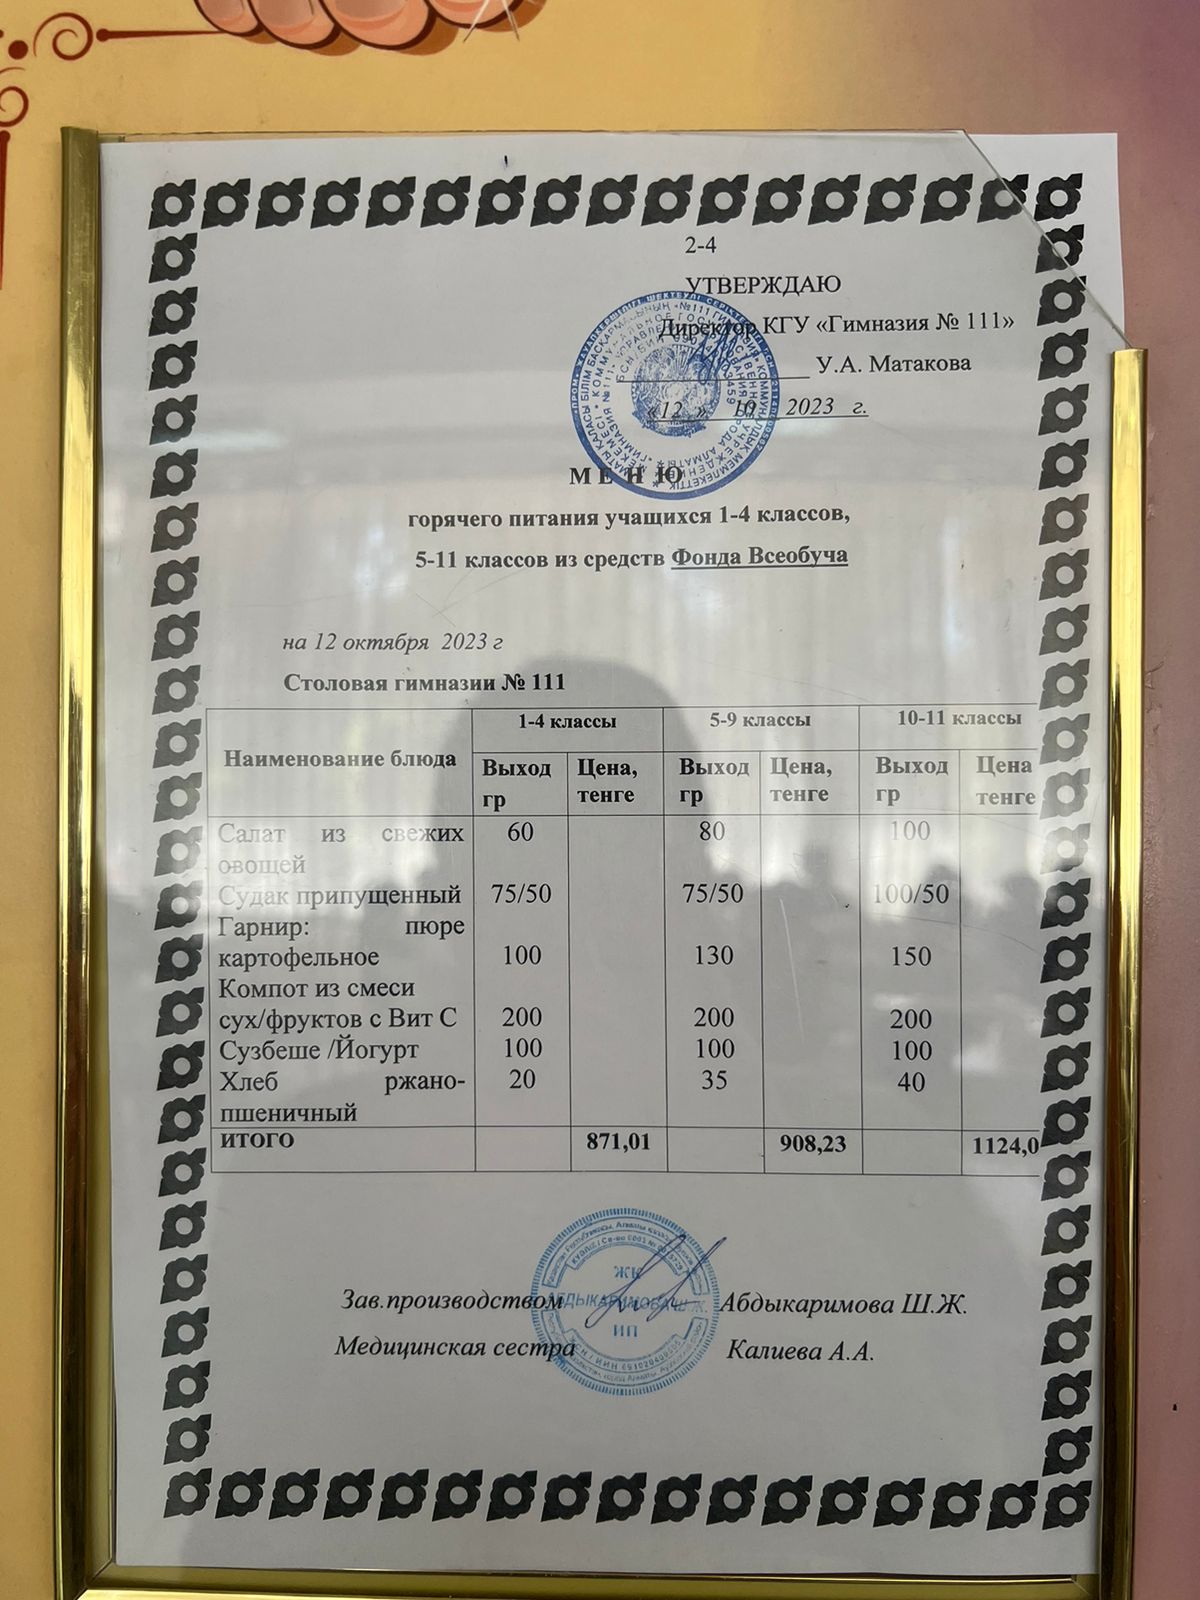 2-4
УТВЕРЖДАЮ
Директор КГУ «Гимназия № 111»
У.А. Матакова
«12 » 10 2023 г.
М Е Н Ю
горячего питания учащихся 1-4 классов,
5-11 классов из средств Фонда Всеобуча
на 12 октября 2023 г
Столовая гимназии № 111
Наименование блюда 1-4 классы 5-9 классы 10-11 классы
Выход гр Цена, тенге Выход гр Цена, тенге Выход гр Цена тенге
Салат из свежих 60 80 100
овощей
Судак припущенный 75/50 75/50 100/50
Гарнир: пюре
картофельное 100 130 150
Компот из смеси
сух/фруктов с Вит С 200 200 200
Сузбеше /Йогурт 100 100 100
Хлеб ржано- 20 35 40
пшеничный
ИТОГО 871,01 908,23 1124,0
ЖК
АБДЫКАРИМОВА Ш.Ж.
ИП
Зав.производством Абдыкаримова Ш.Ж.
Медицинская сестра Калиева А.А.